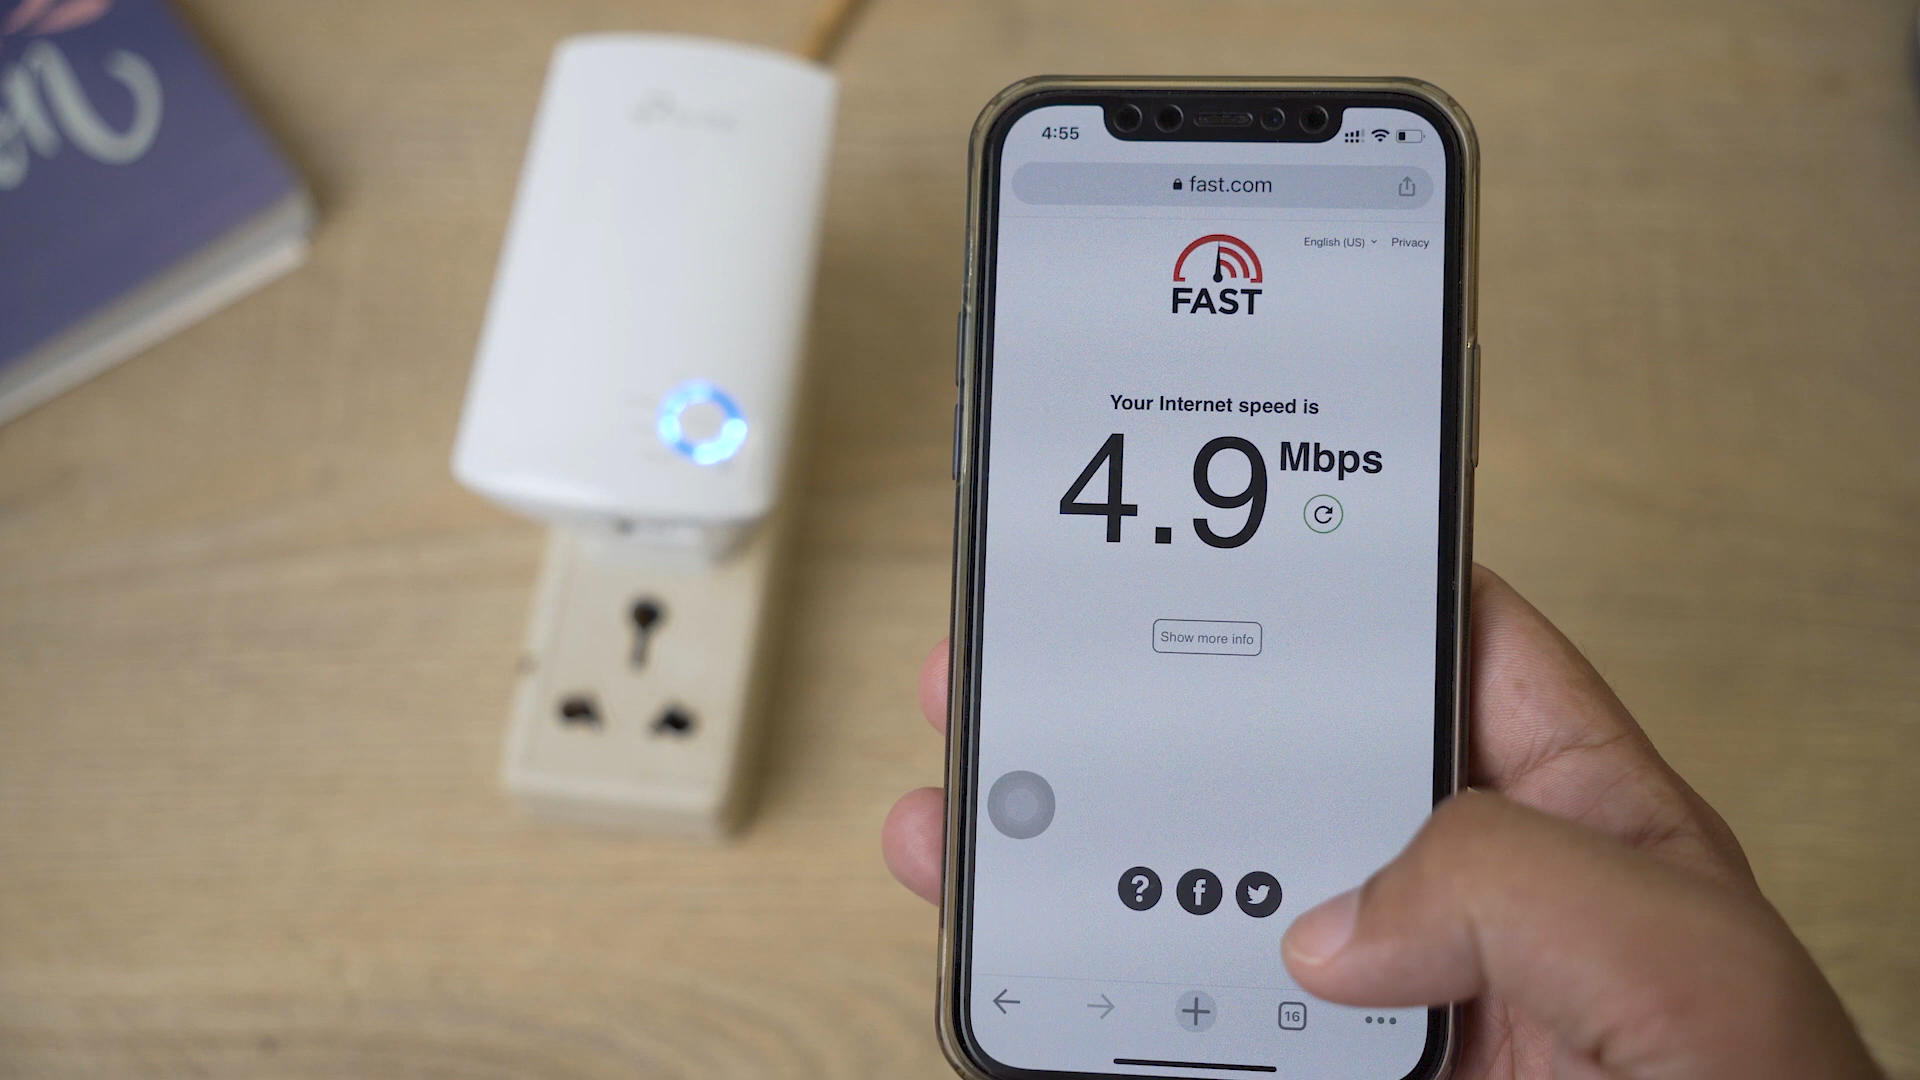 4:55
fast.com
English (US) Privacy
FAST
Your Internet speed is
4.9 Mbps
Show more info
16